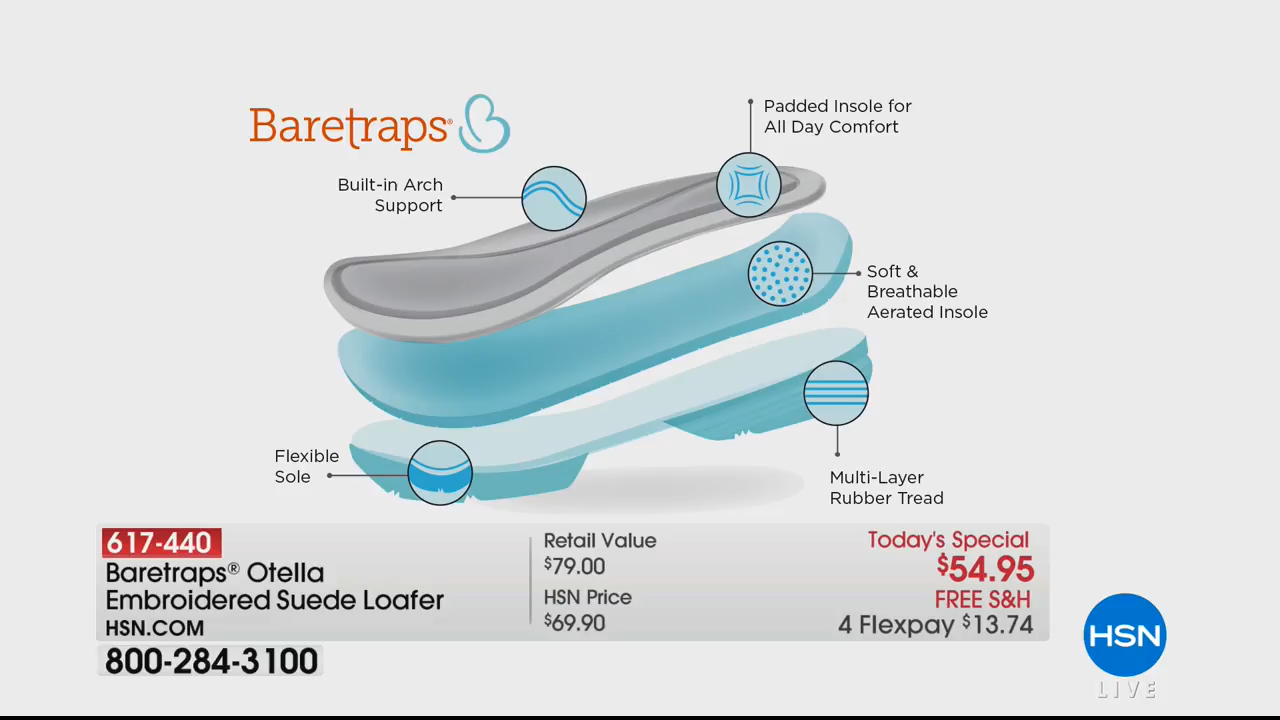 Baretraps®
Padded Insole for
All Day Comfort
Built-in Arch
Support
Soft &
Breathable
Aerated Insole
Flexible
Sole
Multi-Layer
Rubber Tread
617-440
Baretraps® Otella
Embroidered Suede Loafer
HSN.COM
800-284-3100
Retail Value
$79.00
HSN Price
$69.90
Today's Special
$54.95
FREE S&H
4 Flexpay $13.74
HSN
LIVE